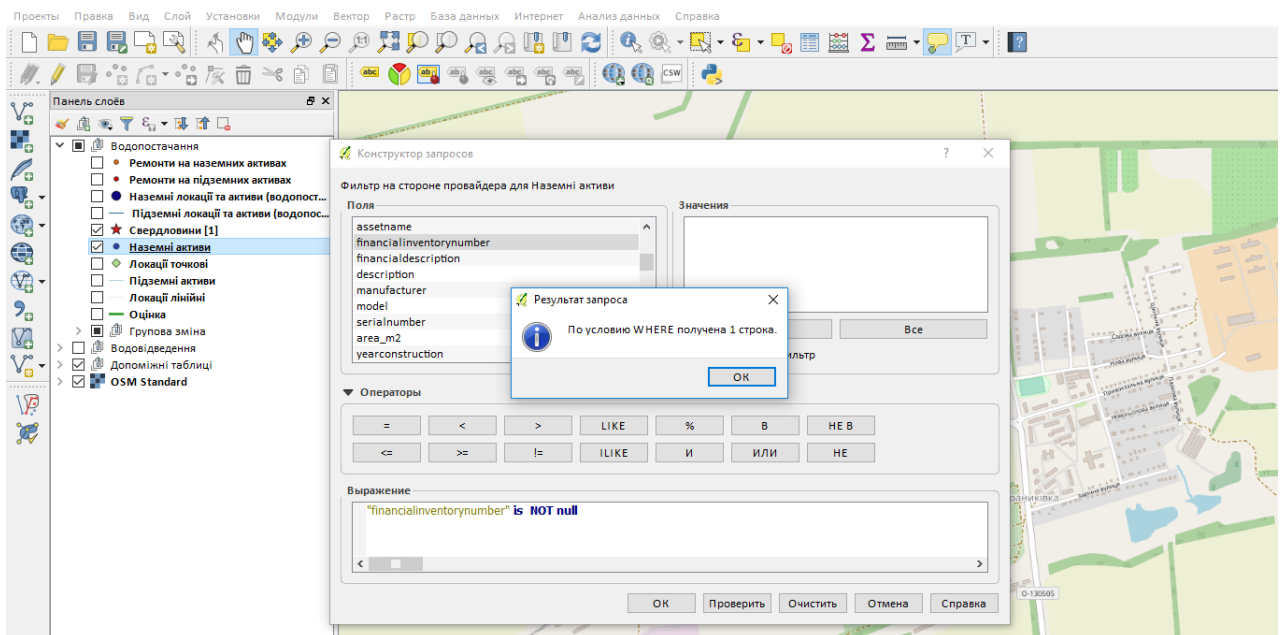 Проекты Правка Вид Слой Установки Модули Вектор Растр База данных Интернет Анализ данных Справка
Панель слоёв
Водопостачання
Ремонти на наземних активах
Ремонти на підземних активах
Наземні локації та активи (водопост...
Підземні локації та активи (водопос...
Свердловини [1]
Наземні активи
Локації точкові
Підземні активи
Локації лінійні
Оцінка
Групова зміна
Водовідведення
Допоміжні таблиці
OSM Standard
Конструктор запросов
Фильтр на стороне провайдера для Наземні активи
Поля
Значения
assetname
financialinventorynumber
financialdescription
description
manufacturer
model
serialnumber
area_m2
yearconstruction
Все
льтр
Результат запроса
По условию WHERE получена 1 строка.
ОК
Операторы
= < > LIKE % В НЕ В
<= >= != ILIKE И ИЛИ НЕ
Выражение
"financialinventorynumber" is NOT null
ОК Проверить Очистить Отмена Справка
О-130505